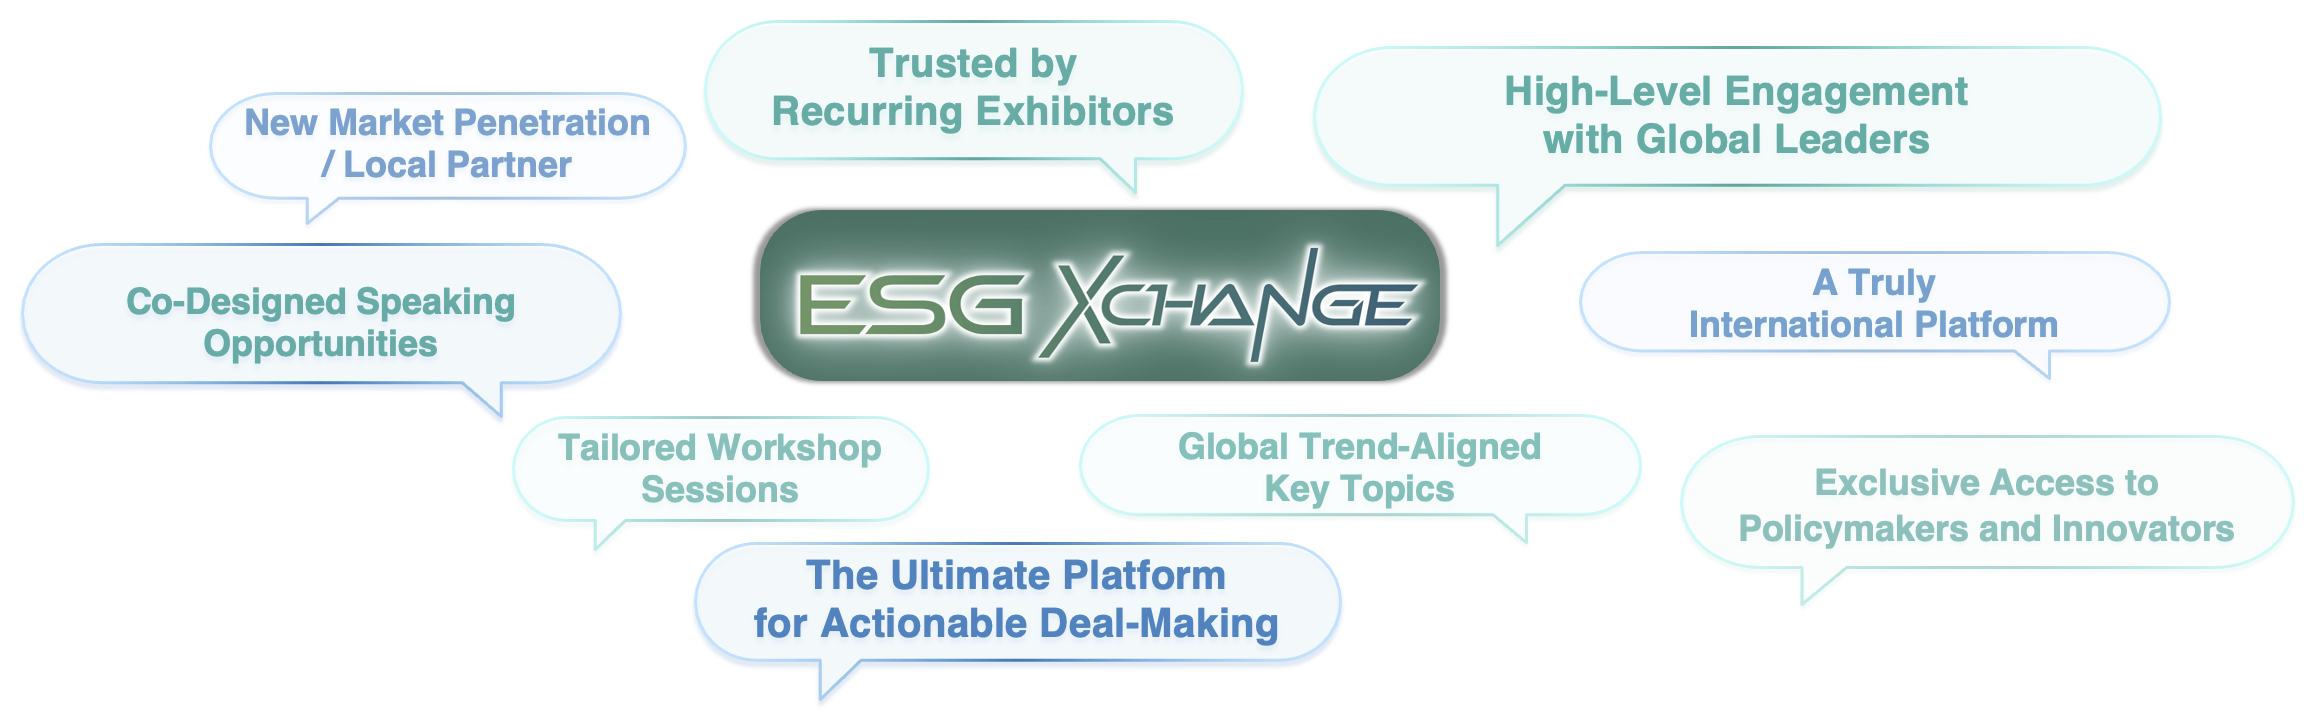 Trusted by
Recurring Exhibitors
High-Level Engagement
with Global Leaders
New Market Penetration
/ Local Partner
Co-Designed Speaking
Opportunities
ESG XCHANGE
A Truly
International Platform
Tailored Workshop
Sessions
Global Trend-Aligned
Key Topics
Exclusive Access to
Policymakers and Innovators
The Ultimate Platform
for Actionable Deal-Making